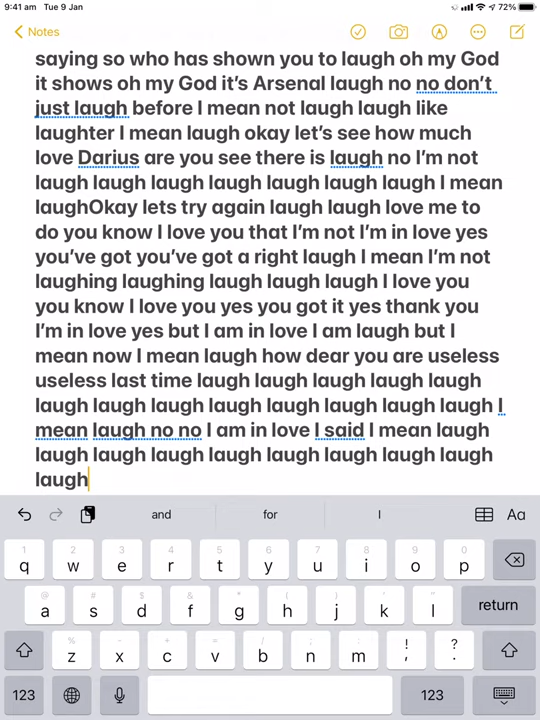 9:41 am Tue 9 Jan 72%
Notes
saying so who has shown you to laugh oh my God
it shows oh my God it’s Arsenal laugh no no don’t
just laugh before I mean not laugh laugh like
laughter I mean laugh okay let’s see how much
love Darius are you see there is laugh no I’m not
laugh laugh laugh laugh laugh laugh laugh I mean
laughOkay lets try again laugh laugh love me to
do you know I love you that I’m not I’m in love yes
you’ve got you’ve got a right laugh I mean I’m not
laughing laughing laugh laugh laugh I love you
you know I love you yes you got it yes thank you
I’m in love yes but I am in love I am laugh but I
mean now I mean laugh how dear you are useless
useless last time laugh laugh laugh laugh laugh
laugh laugh laugh laugh laugh laugh laugh laugh I
mean laugh no no I am in love I said I mean laugh
laugh laugh laugh laugh laugh laugh laugh laugh
laugh
and for I Aa
1 2 3 4 5 6 7 8 9 0
q w e r t y u i o p
@ # $ & * ( ) ' "
a s d f g h j k l return
% - + = / ; : ! ?
z x c v b n m , .
123 123